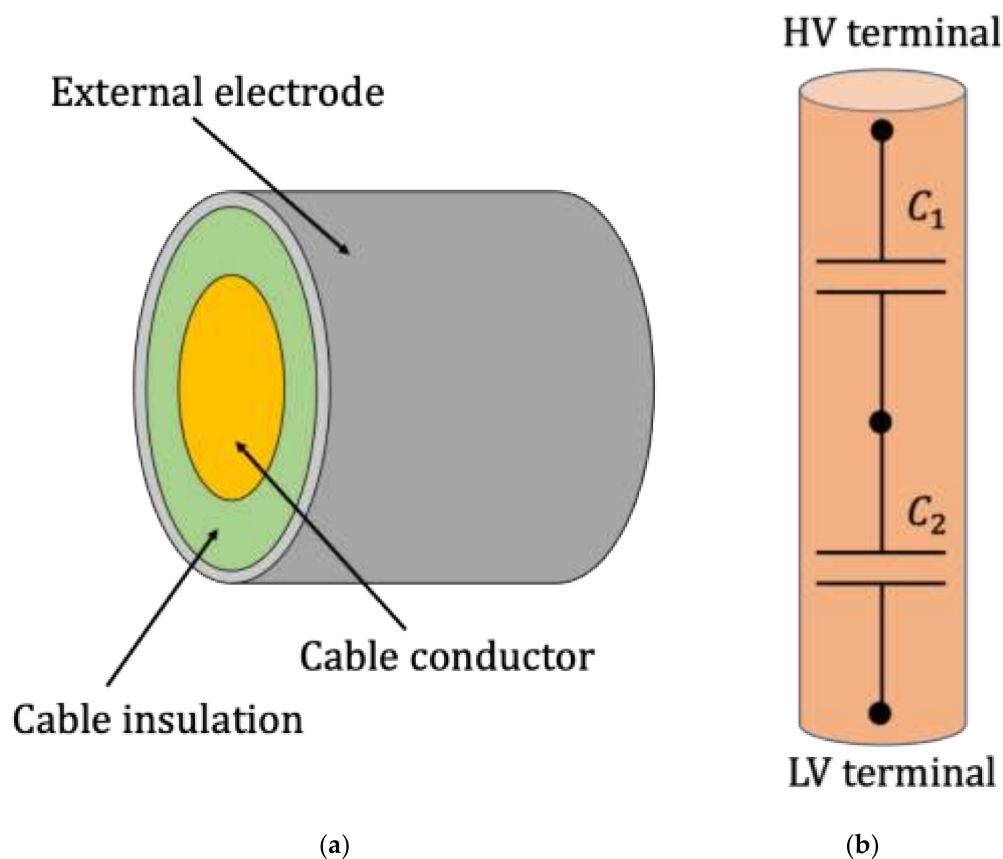 HV terminal
External electrode
C₁
C₂
Cable conductor
Cable insulation
LV terminal
(a)
(b)